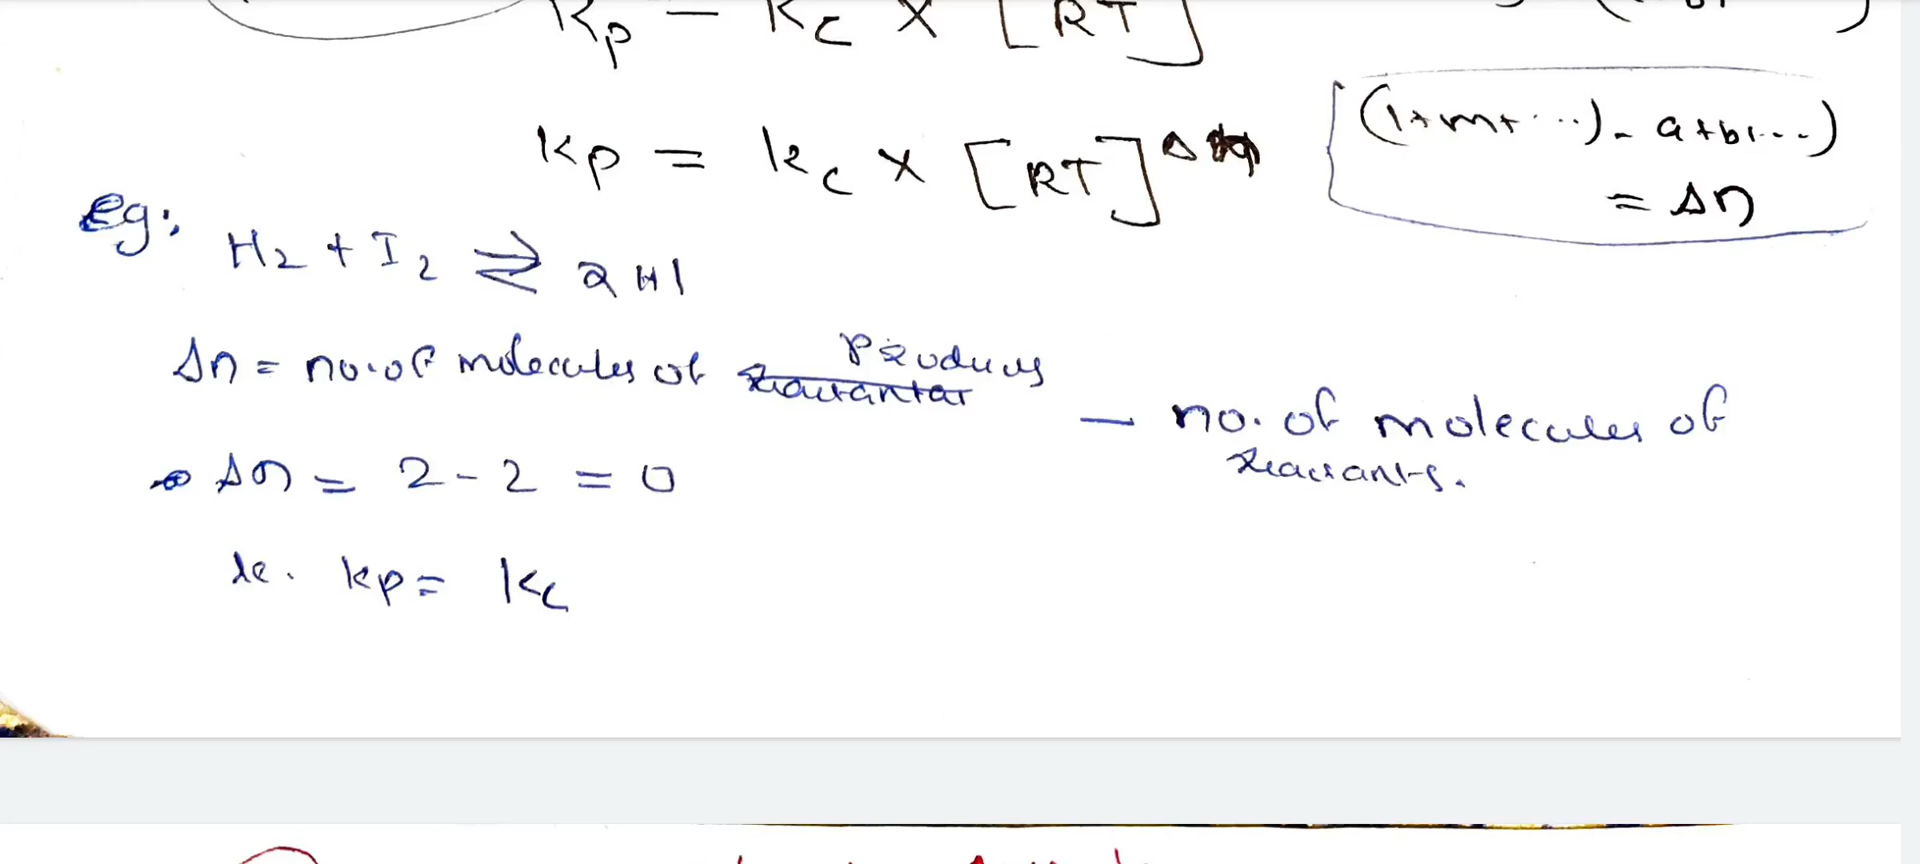 Kp = Kc × [RT]
(l+m+...)- a+b+...)
= Δn
Kp = Kc × [RT]^Δn
eg:
H2 + I2 ⇌ 2HI
Δn = no. of molecules of products
- no. of molecules of
reactants.
Δn = 2 - 2 = 0
ie. Kp = Kc